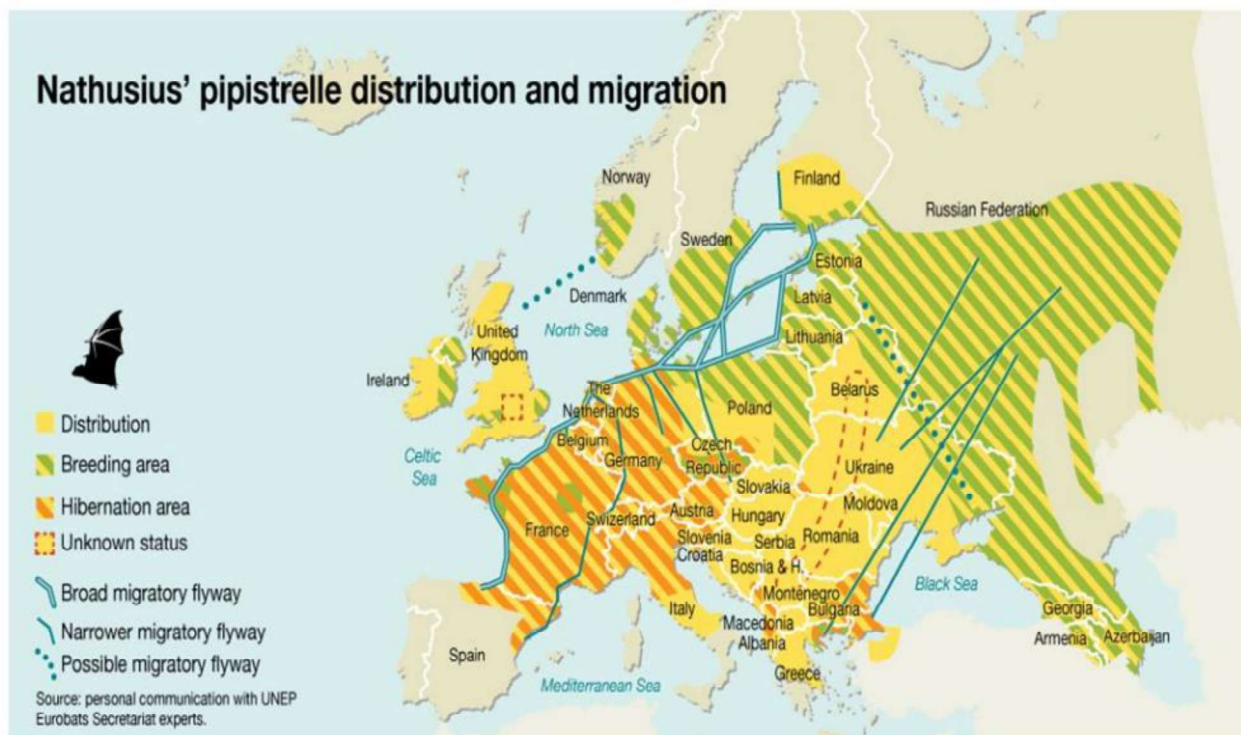 Nathusius' pipistrelle distribution and migration
Norway
Finland
Russian Federation
Sweden
Estonia
Denmark
Latvia
North Sea
Lithuania
United
Kingdom
Ireland
The
Netherlands
Belarus
Poland
Belgium
Celtic
Sea
Germany
Czech
Republic
Ukraine
Slovakia
Moldova
France
Swizerland
Austria
Hungary
Slovenia
Croatia
Serbia
Romania
Bosnia & H.
Montenegro
Black Sea
Italy
Bulgaria
Macedonia
Albania
Georgia
Armenia
Azerbaijan
Spain
Greece
Mediterranean Sea
Distribution
Breeding area
Hibernation area
Unknown status
Broad migratory flyway
Narrower migratory flyway
Possible migratory flyway
Source: personal communication with UNEP
Eurobats Secretariat experts.